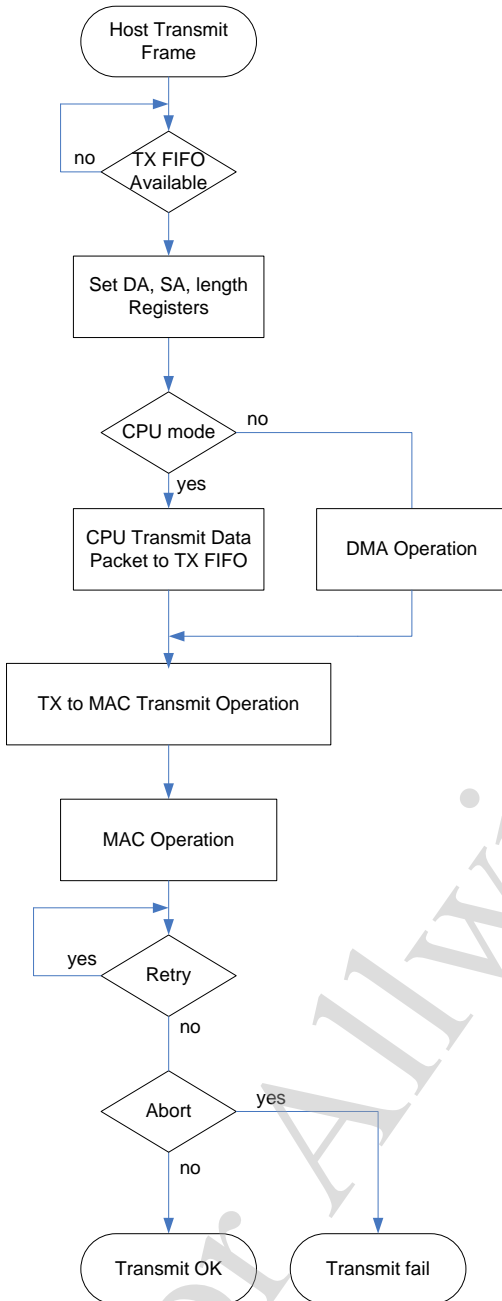 Host Transmit
Frame
no
TX FIFO
Available
Set DA, SA, length
Registers
CPU mode
no
yes
CPU Transmit Data
Packet to TX FIFO
DMA Operation
TX to MAC Transmit Operation
MAC Operation
yes
Retry
no
Abort
yes
no
Transmit OK
Transmit fail
or Allw